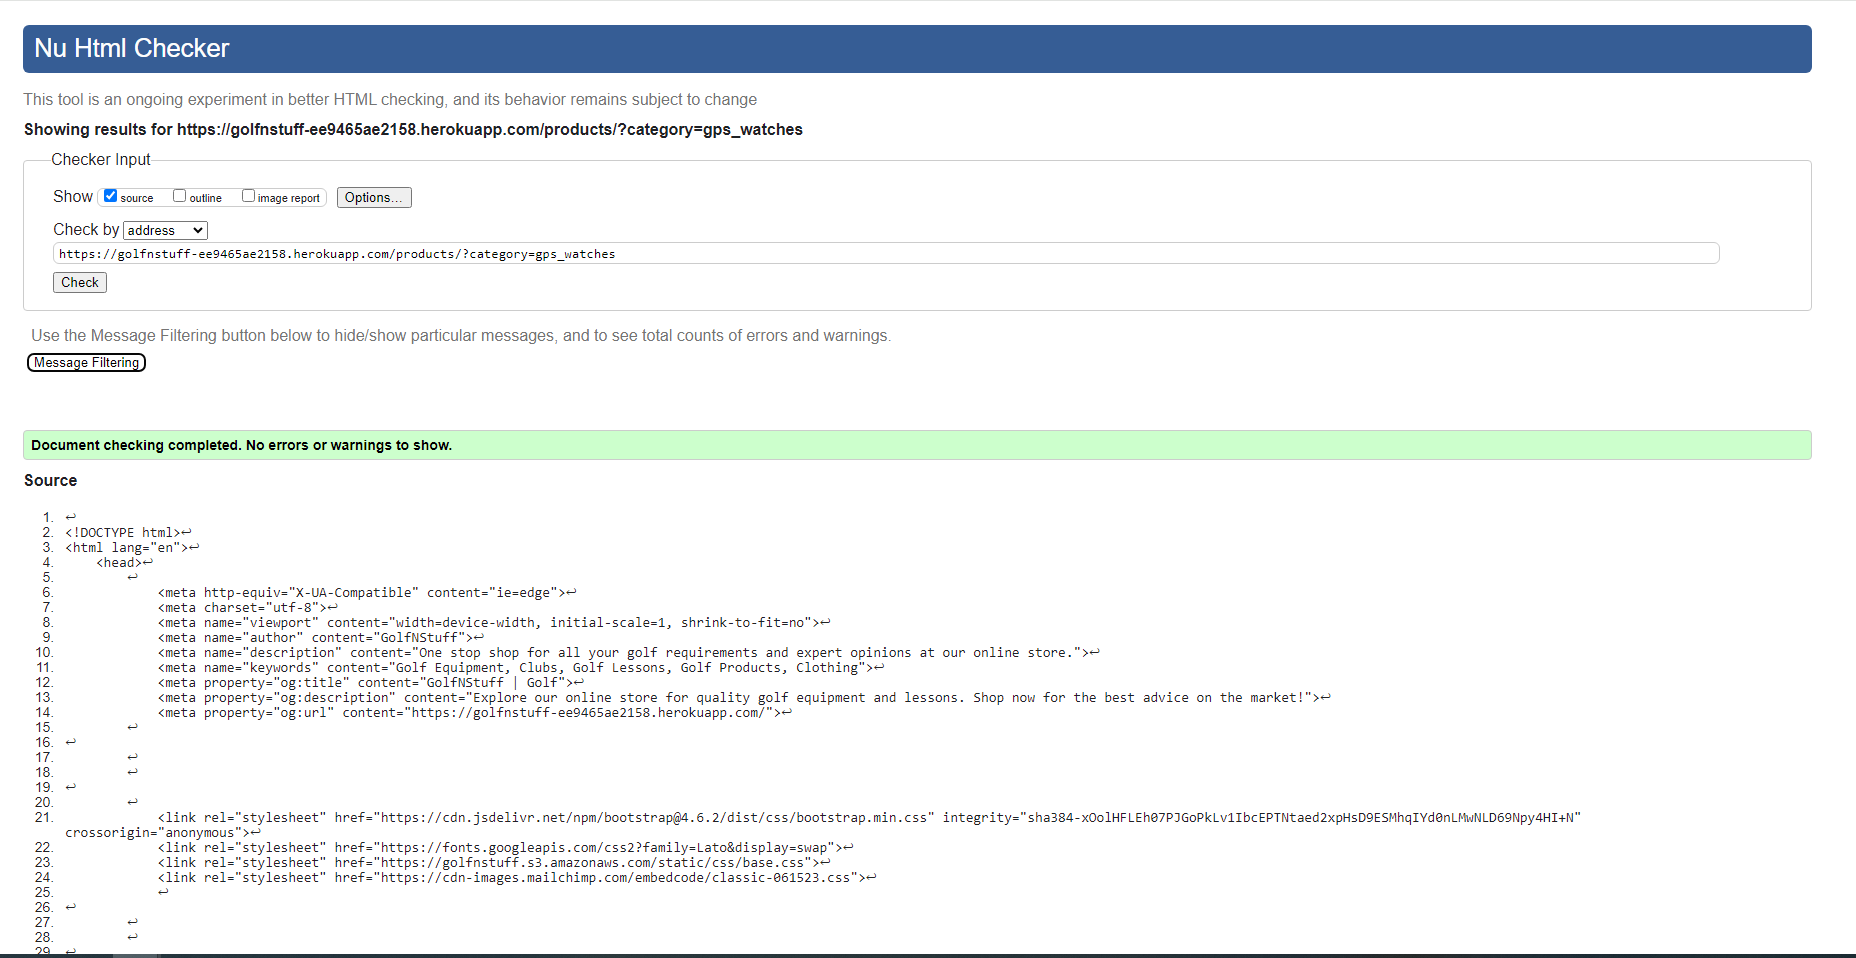 Nu Html Checker
This tool is an ongoing experiment in better HTML checking, and its behavior remains subject to change
Showing results for https://golfnstuff-ee9465ae2158.herokuapp.com/products/?category=gps_watches
Checker Input
Show source outline image report Options...
Check by address
https://golfnstuff-ee9465ae2158.herokuapp.com/products/?category=gps_watches
Check
Use the Message Filtering button below to hide/show particular messages, and to see total counts of errors and warnings.
Message Filtering
Document checking completed. No errors or warnings to show.
Source
1. ↩
2. <!DOCTYPE html>↩
3. <html lang="en">↩
4. <head>↩
5. ↩
6. <meta http-equiv="X-UA-Compatible" content="ie=edge">↩
7. <meta charset="utf-8">↩
8. <meta name="viewport" content="width=device-width, initial-scale=1, shrink-to-fit=no">↩
9. <meta name="author" content="GolfNStuff">↩
10. <meta name="description" content="One stop shop for all your golf requirements and expert opinions at our online store.">↩
11. <meta name="keywords" content="Golf Equipment, Clubs, Golf Lessons, Golf Products, Clothing">↩
12. <meta property="og:title" content="GolfNStuff | Golf">↩
13. <meta property="og:description" content="Explore our online store for quality golf equipment and lessons. Shop now for the best advice on the market!">↩
14. <meta property="og:url" content="https://golfnstuff-ee9465ae2158.herokuapp.com/">↩
15. ↩
16. ↩
17. ↩
18. ↩
19. ↩
20. ↩
21. <link rel="stylesheet" href="https://cdn.jsdelivr.net/npm/bootstrap@4.6.2/dist/css/bootstrap.min.css" integrity="sha384-xOolHFLEh07PJGoPkLv1IbcEPTNtaed2xpHsD9ESMhqIYd0nLMwNLD69Npy4HI+N"
crossorigin="anonymous">↩
22. <link rel="stylesheet" href="https://fonts.googleapis.com/css2?family=Lato&display=swap">↩
23. <link rel="stylesheet" href="https://golfnstuff.s3.amazonaws.com/static/css/base.css">↩
24. <link rel="stylesheet" href="https://cdn-images.mailchimp.com/embedcode/classic-061523.css">↩
25. ↩
26. ↩
27. ↩
28. ↩
29. ↩